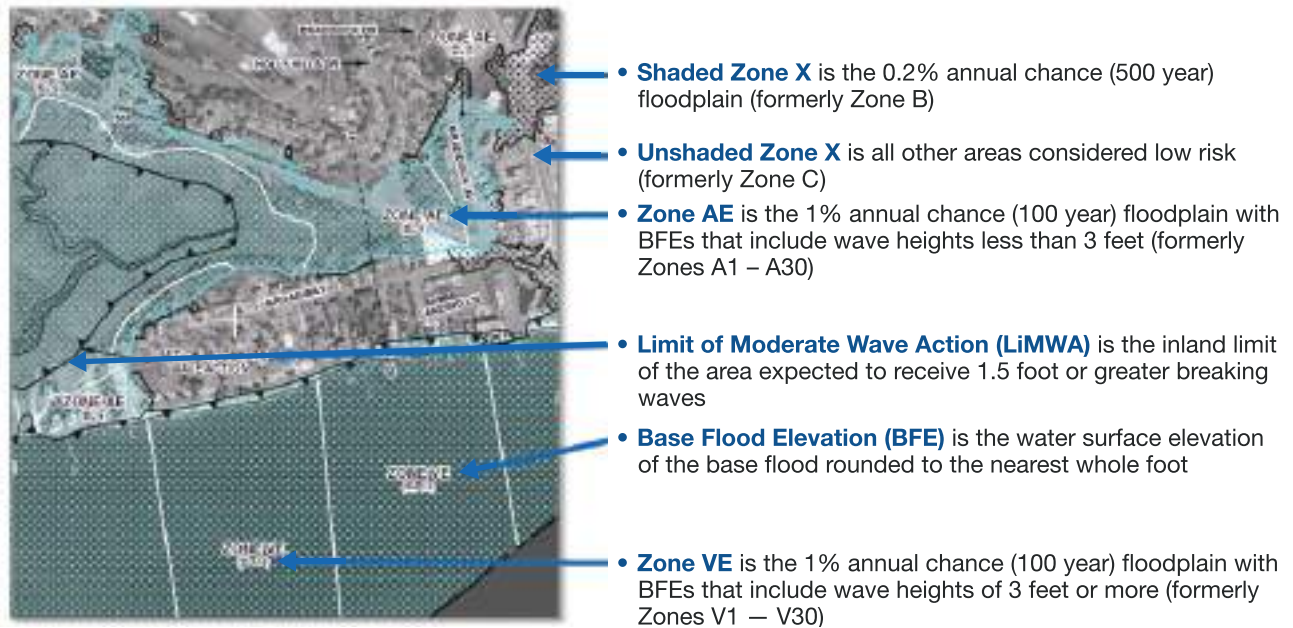 • Shaded Zone X is the 0.2% annual chance (500 year)
floodplain (formerly Zone B)
• Unshaded Zone X is all other areas considered low risk
(formerly Zone C)
• Zone AE is the 1% annual chance (100 year) floodplain with
BFEs that include wave heights less than 3 feet (formerly
Zones A1 – A30)
• Limit of Moderate Wave Action (LiMWA) is the inland limit
of the area expected to receive 1.5 foot or greater breaking
waves
• Base Flood Elevation (BFE) is the water surface elevation
of the base flood rounded to the nearest whole foot
• Zone VE is the 1% annual chance (100 year) floodplain with
BFEs that include wave heights of 3 feet or more (formerly
Zones V1 — V30)
ZONE AE
ZONE AE
ZONE AE
ZONE AE
ZONE VE
ZONE VE